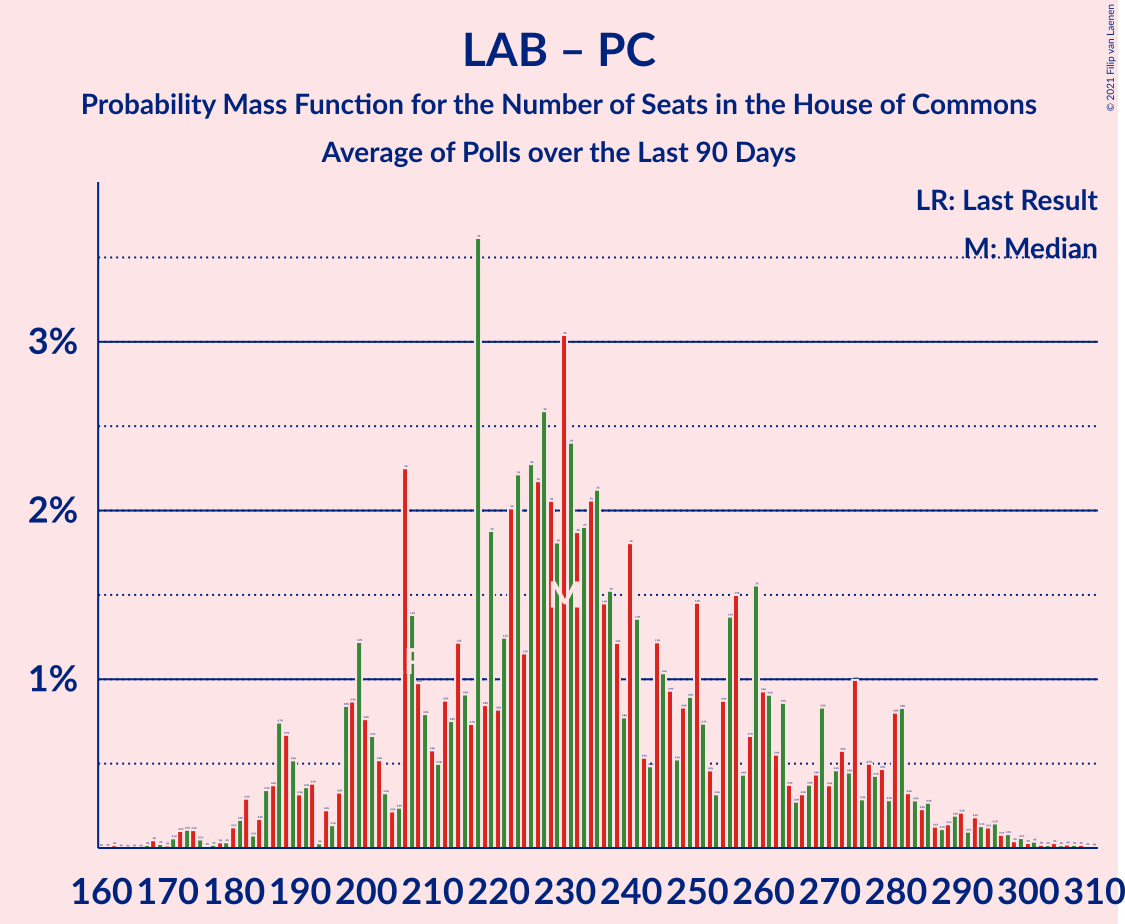 LAB – PC
Probability Mass Function for the Number of Seats in the House of Commons
Average of Polls over the Last 90 Days
© 2021 Filip van Laenen
LR: Last Result
M: Median
3%
2%
1%
M
160 170 180 190 200 210 220 230 240 250 260 270 280 290 300 310